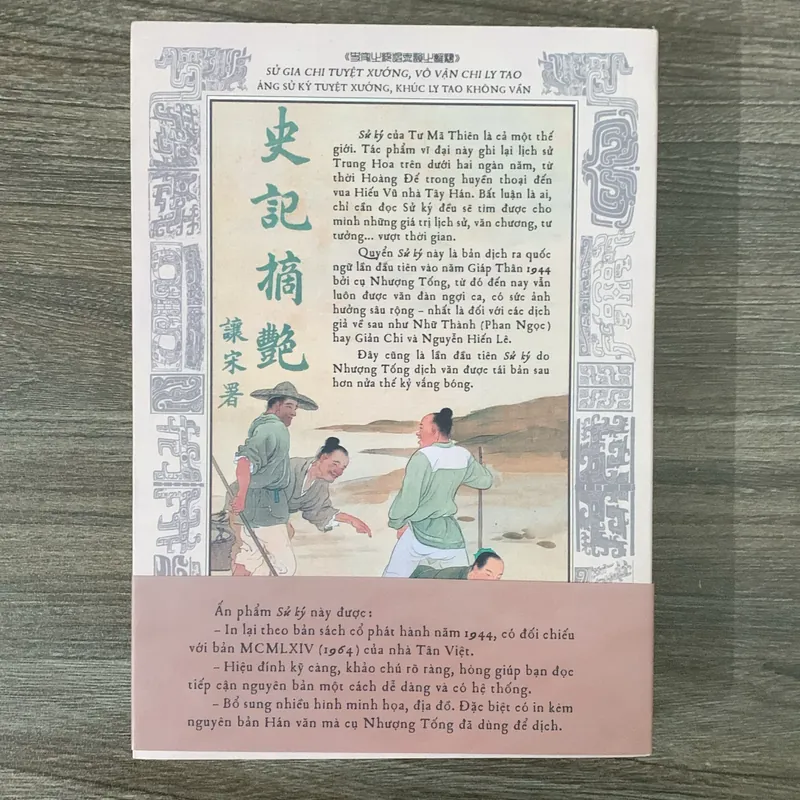 SỬ GIA CHI TUYỆT XƯỚNG, VÔ VẬN CHI LY TAO
ÁNG SỬ KÝ TUYỆT XƯỚNG, KHÚC LY TAO KHÔNG VẦN
史記摘艷
讓宋署
Sử ký của Tư Mã Thiên là cả một thế
giới. Tác phẩm vĩ đại này ghi lại lịch sử
Trung Hoa trên dưới hai ngàn năm, từ
thời Hoàng Đế trong huyền thoại đến
vua Hiếu Vũ nhà Tây Hán. Bất luận là ai,
chỉ cần đọc Sử ký đều sẽ tìm được cho
mình những giá trị lịch sử, văn chương, tư
tưởng... vượt thời gian.
Quyển Sử ký này là bản dịch ra quốc
ngữ lần đầu tiên vào năm Giáp Thân 1944
bởi cụ Nhượng Tống, từ đó đến nay vẫn
luôn được văn đàn ngợi ca, có sức ảnh
hưởng sâu rộng – nhất là đối với các dịch
giả về sau như Nhữ Thành (Phan Ngọc)
hay Giản Chi và Nguyễn Hiến Lê.
Đây cũng là lần đầu tiên Sử ký do
Nhượng Tống dịch văn được tái bản sau
hơn nửa thế kỷ vắng bóng.
Ấn phẩm Sử ký này được:
– In lại theo bản sách cổ phát hành năm 1944, có đối chiếu
với bản MCMLXIV (1964) của nhà Tân Việt.
– Hiệu đính kỹ càng, khảo chú rõ ràng, hòng giúp bạn đọc
tiếp cận nguyên bản một cách dễ dàng và có hệ thống.
– Bổ sung nhiều hình minh họa, địa đồ. Đặc biệt có in kèm
nguyên bản Hán văn mà cụ Nhượng Tống đã dùng để dịch.